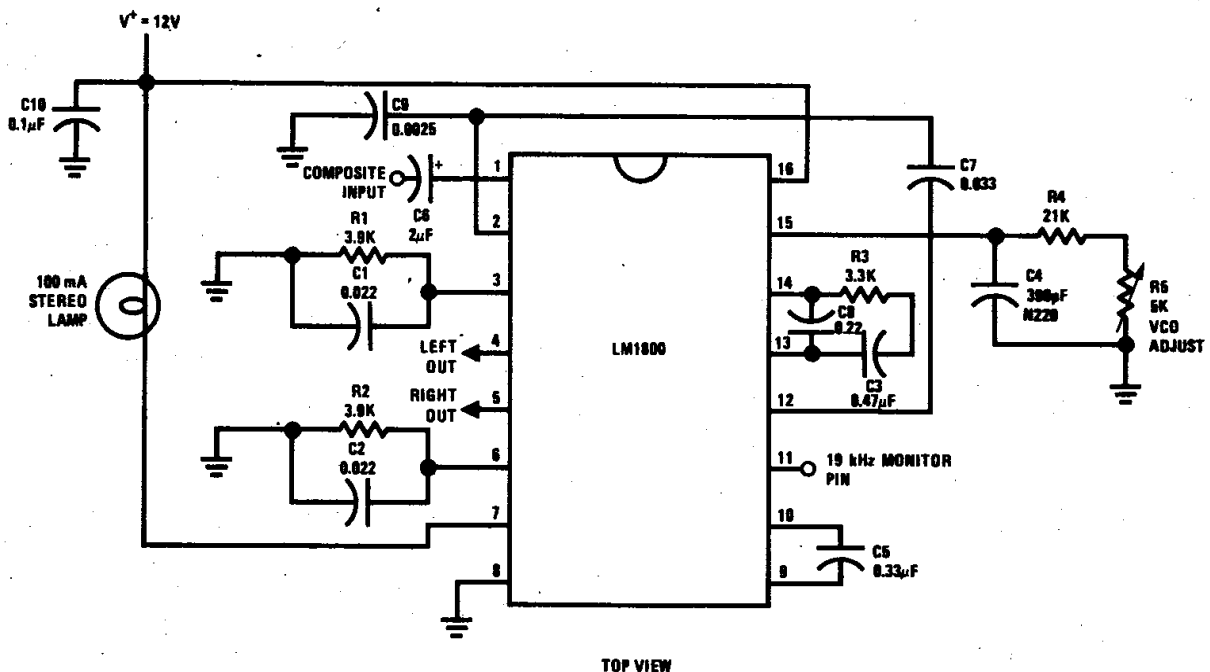 V+ = 12V
C10
0.1µF
C9
0.0025
COMPOSITE
INPUT
C6
2µF
+
R1
3.9K
C1
0.022
100 mA
STEREO
LAMP
LEFT
OUT
RIGHT
OUT
R2
3.9K
C2
0.022
1
2
3
4
5
6
7
8
LM1800
16
15
14
13
12
11
10
9
C7
0.033
R4
21K
R3
3.3K
C8
0.22
C3
0.47µF
C4
390pF
N220
R5
5K
VCO
ADJUST
19 kHz MONITOR
PIN
C5
0.33µF
TOP VIEW